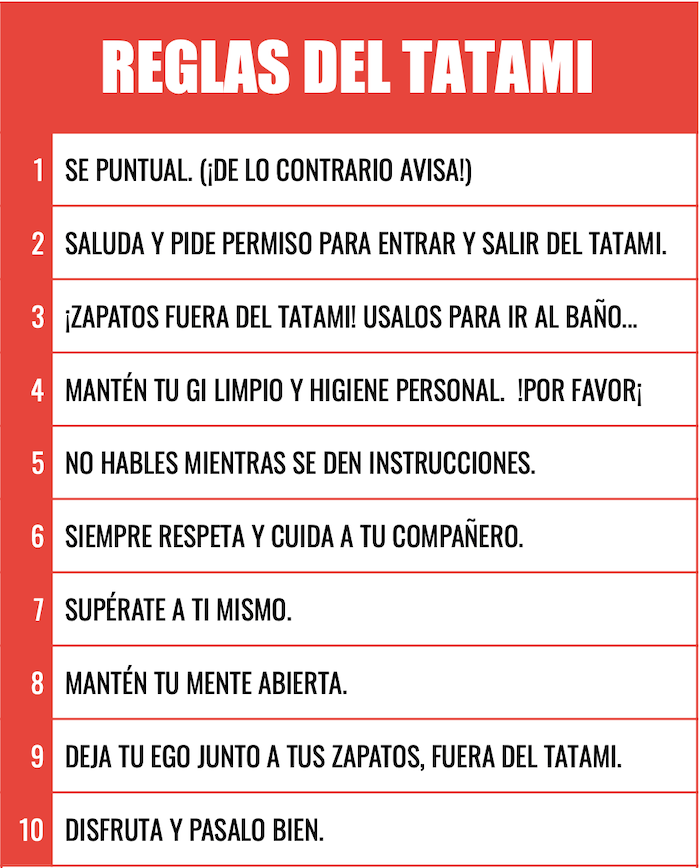 REGLAS DEL TATAMI
1 SE PUNTUAL. (¡DE LO CONTRARIO AVISA!)
2 SALUDA Y PIDE PERMISO PARA ENTRAR Y SALIR DEL TATAMI.
3 ¡ZAPATOS FUERA DEL TATAMI! USALOS PARA IR AL BAÑO...
4 MANTÉN TU GI LIMPIO Y HIGIENE PERSONAL. !POR FAVOR¡
5 NO HABLES MIENTRAS SE DEN INSTRUCCIONES.
6 SIEMPRE RESPETA Y CUIDA A TU COMPAÑERO.
7 SUPÉRATE A TI MISMO.
8 MANTÉN TU MENTE ABIERTA.
9 DEJA TU EGO JUNTO A TUS ZAPATOS, FUERA DEL TATAMI.
10 DISFRUTA Y PASALO BIEN.